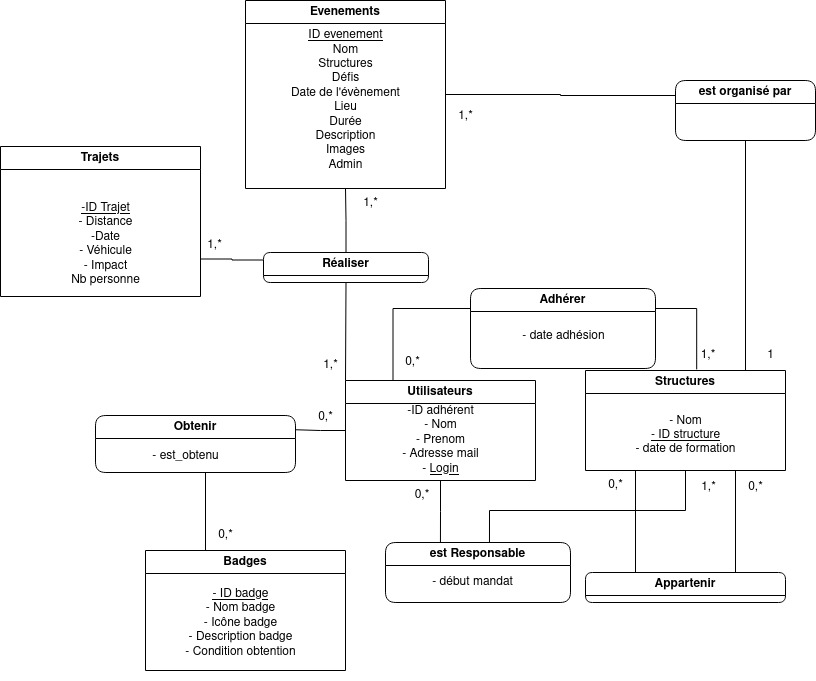 Evenements
ID evenement
Nom
Structures
Défis
Date de l'évènement
Lieu
Durée
Description
Images
Admin
1,*
est organisé par
1,*
Trajets
-ID Trajet
- Distance
-Date
- Véhicule
- Impact
Nb personne
1,*
Réaliser
1,*
Adhérer
- date adhésion
0,*
1,*
1
Utilisateurs
-ID adhérent
- Nom
- Prenom
- Adresse mail
- Login
Structures
- Nom
- ID structure
- date de formation
0,*
Obtenir
- est_obtenu
0,*
0,*
0,*
1,*
0,*
est Responsable
- début mandat
Appartenir
Badges
- ID badge
- Nom badge
- Icône badge
- Description badge
- Condition obtention